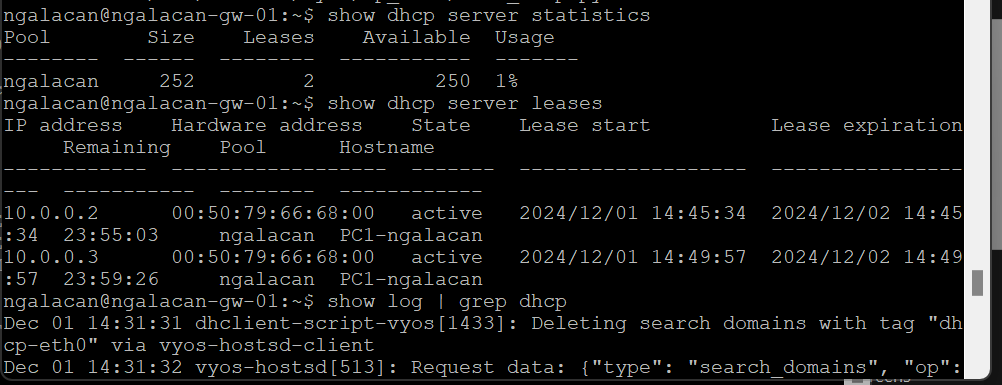 ngalacan@ngalacan-gw-01:~$ show dhcp server statistics
Pool Size Leases Available Usage
-------- ------ -------- ----------- -------
ngalacan 252 2 250 1%
ngalacan@ngalacan-gw-01:~$ show dhcp server leases
IP address Hardware address State Lease start Lease expiration
Remaining Pool Hostname
------------ ----------------- ------- ------------------- ----------------
--- ----------- -------- ------------
10.0.0.2 00:50:79:66:68:00 active 2024/12/01 14:45:34 2024/12/02 14:45
:34 23:55:03 ngalacan PC1-ngalacan
10.0.0.3 00:50:79:66:68:00 active 2024/12/01 14:49:57 2024/12/02 14:49
:57 23:59:26 ngalacan PC1-ngalacan
ngalacan@ngalacan-gw-01:~$ show log | grep dhcp
Dec 01 14:31:31 dhclient-script-vyos[1433]: Deleting search domains with tag "dh
cp-eth0" via vyos-hostsd-client
Dec 01 14:31:32 vyos-hostsd[513]: Request data: {"type": "search_domains", "op":